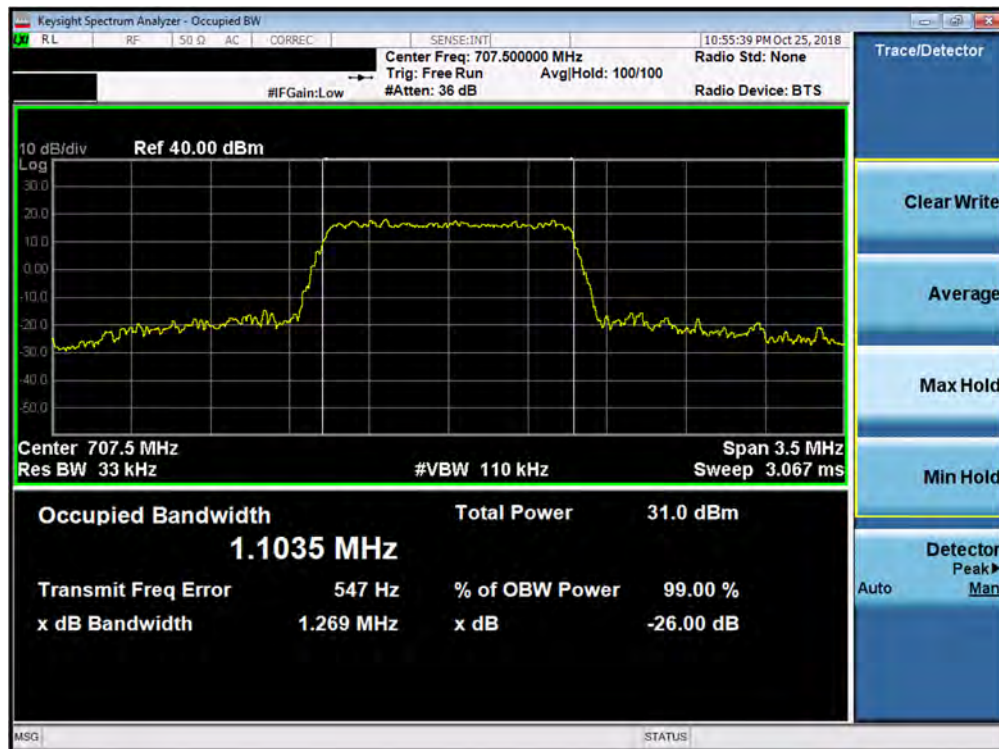 Keysight Spectrum Analyzer - Occupied BW
LXI RL RF 50 Ω AC CORREC SENSE:INT 10:55:39 PM Oct 25, 2018
Center Freq: 707.500000 MHz Radio Std: None
Trig: Free Run Avg|Hold: 100/100
#IFGain:Low #Atten: 36 dB Radio Device: BTS
10 dB/div Ref 40.00 dBm
Log
30.0
20.0
10.0
0.00
-10.0
-20.0
-30.0
-40.0
-50.0
Center 707.5 MHz Span 3.5 MHz
Res BW 33 kHz #VBW 110 kHz Sweep 3.067 ms
Occupied Bandwidth Total Power 31.0 dBm
1.1035 MHz
Transmit Freq Error 547 Hz % of OBW Power 99.00 %
x dB Bandwidth 1.269 MHz x dB -26.00 dB
MSG STATUS
Trace/Detector
Clear Write
Average
Max Hold
Min Hold
Detector
Peak▶
Auto Man